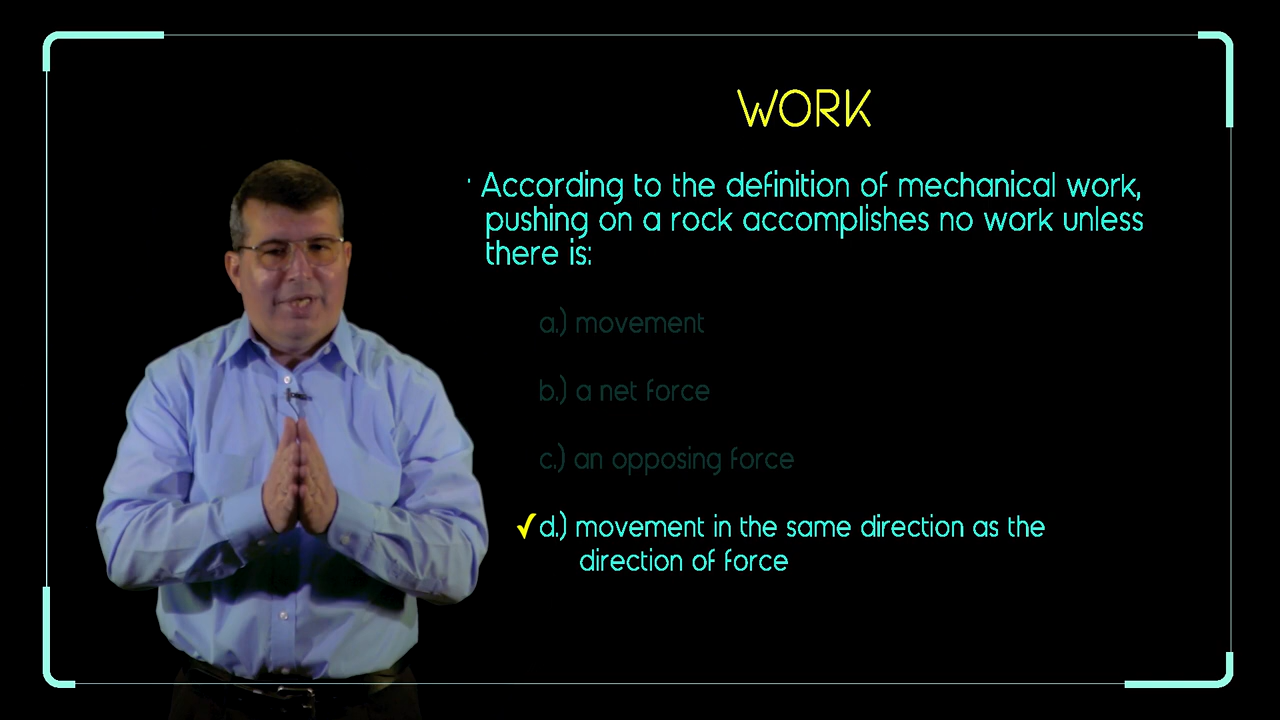 WORK
· According to the definition of mechanical work,
pushing on a rock accomplishes no work unless
there is:
a.) movement
b.) a net force
c.) an opposing force
✓d.) movement in the same direction as the
direction of force